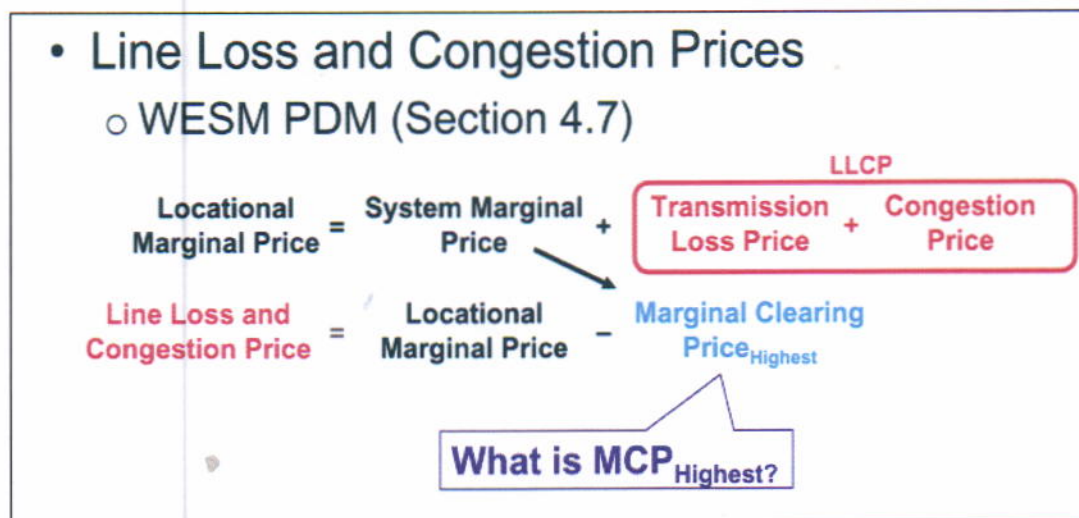 • Line Loss and Congestion Prices
o WESM PDM (Section 4.7)
LLCP
Locational Marginal Price = System Marginal Price + Transmission Loss Price + Congestion Price
Line Loss and Congestion Price = Locational Marginal Price – Marginal Clearing Price Highest
What is MCP Highest?